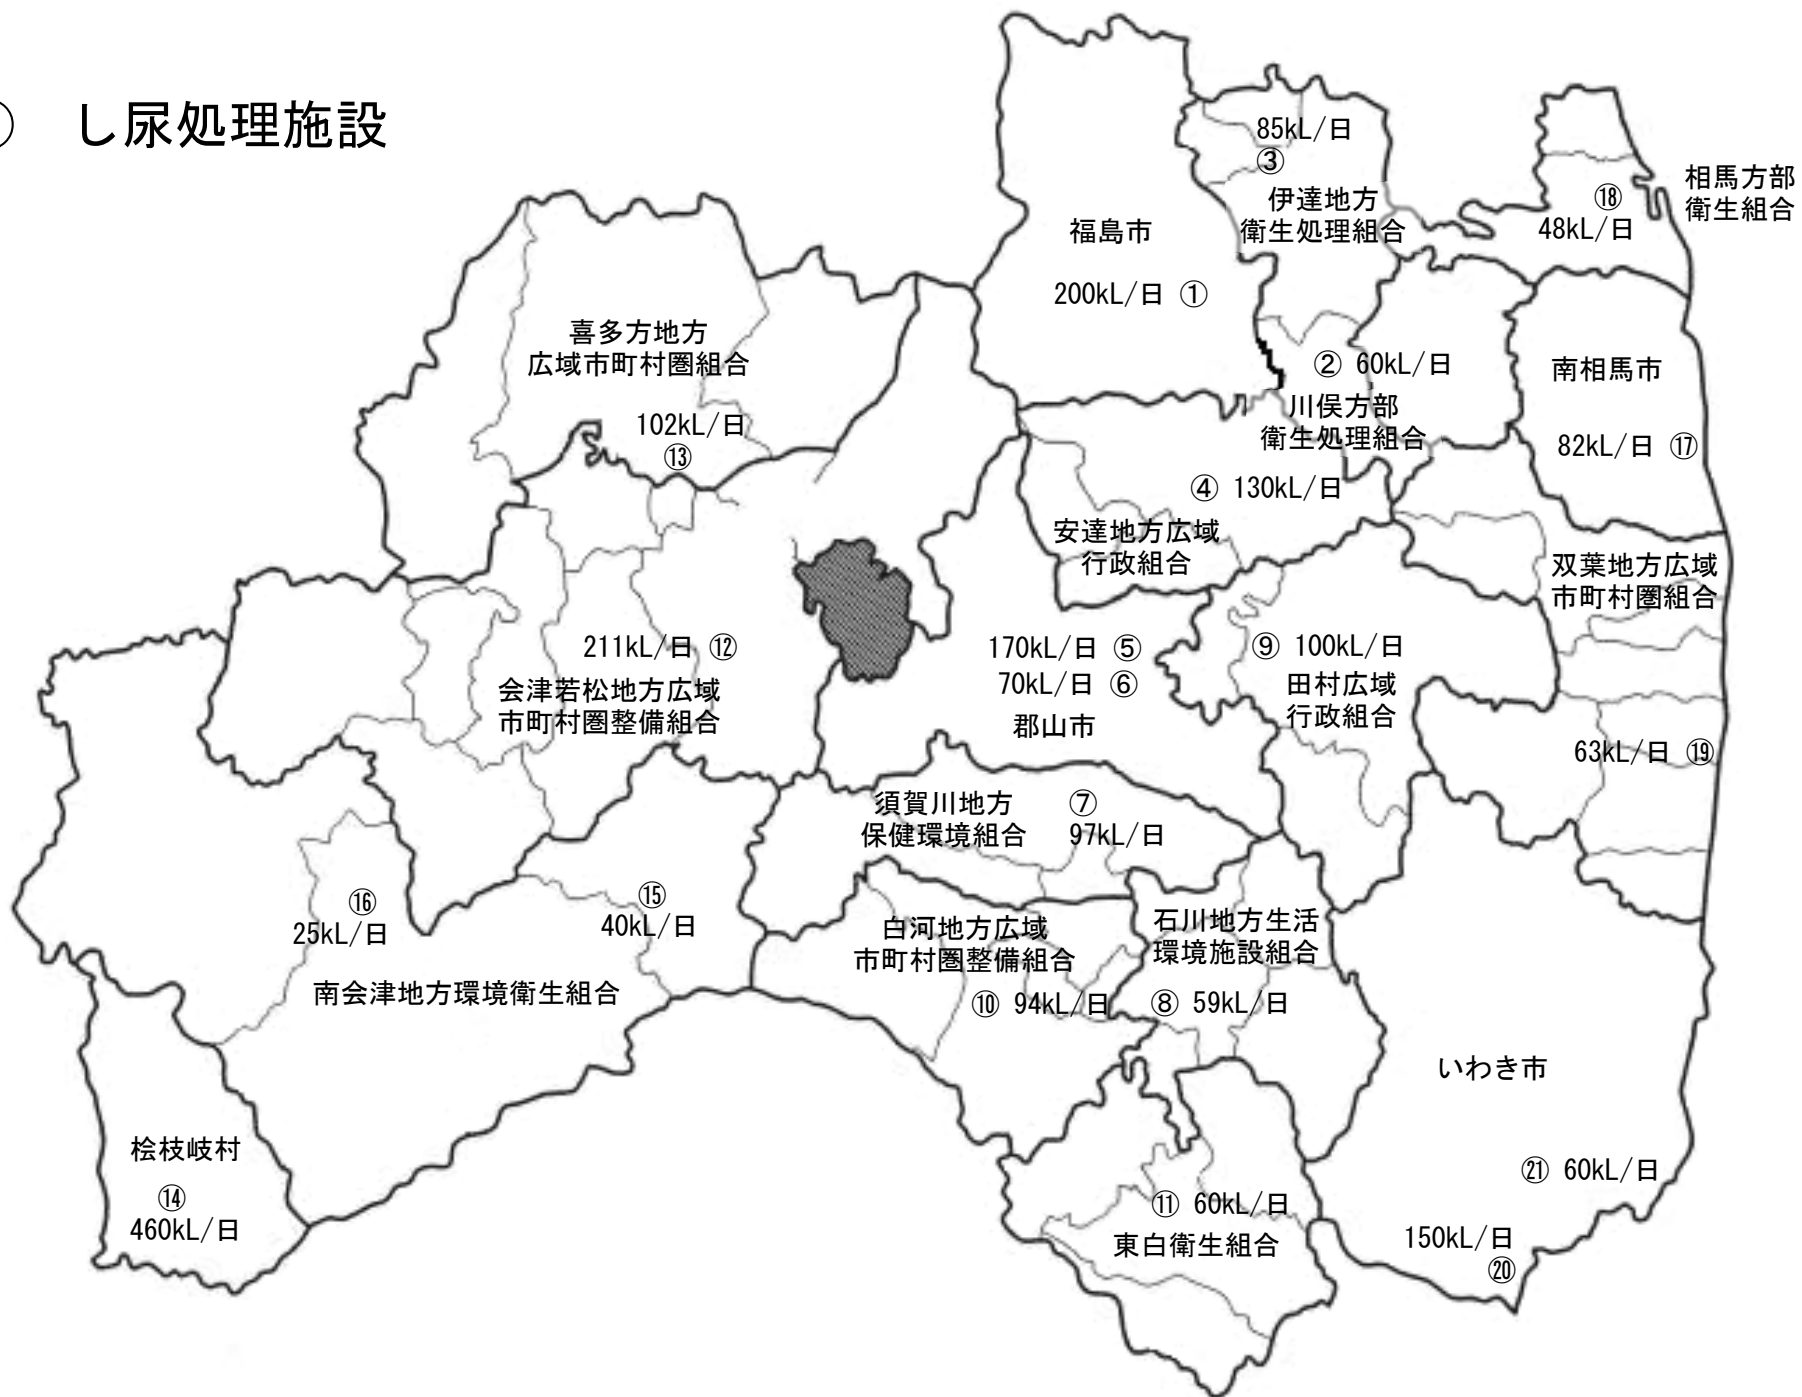 し尿処理施設
85kL/日
③
伊達地方
衛生処理組合
相馬方部
衛生組合
⑱
48kL/日
福島市
200kL/日 ①
喜多方地方
広域市町村圏組合
102kL/日
⑬
② 60kL/日
川俣方部
衛生処理組合
南相馬市
82kL/日 ⑰
④ 130kL/日
安達地方広域
行政組合
双葉地方広域
市町村圏組合
211kL/日 ⑫
会津若松地方広域
市町村圏整備組合
170kL/日 ⑤
70kL/日 ⑥
郡山市
⑨ 100kL/日
田村広域
行政組合
63kL/日 ⑲
須賀川地方
保健環境組合
⑦
97kL/日
⑯
25kL/日
⑮
40kL/日
南会津地方環境衛生組合
白河地方広域
市町村圏整備組合
⑩ 94kL/日
石川地方生活
環境施設組合
⑧ 59kL/日
いわき市
桧枝岐村
⑭
460kL/日
㉑ 60kL/日
⑪ 60kL/日
東白衛生組合
150kL/日
⑳